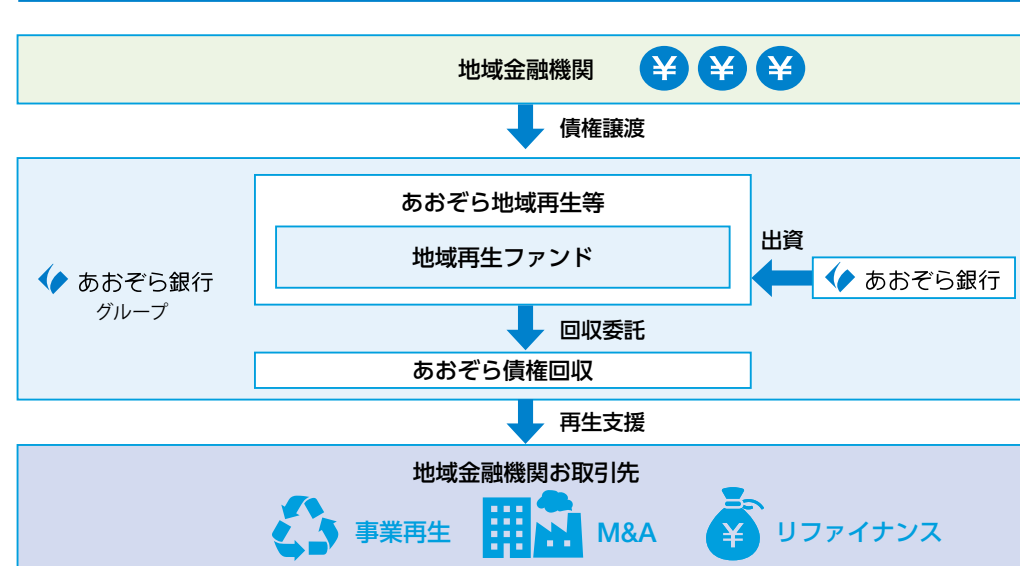 地域金融機関 ¥ ¥ ¥
債権譲渡
あおぞら地域再生等
地域再生ファンド
出資
あおぞら銀行
グループ
あおぞら銀行
回収委託
あおぞら債権回収
再生支援
地域金融機関お取引先
事業再生 M&A ¥ リファイナンス